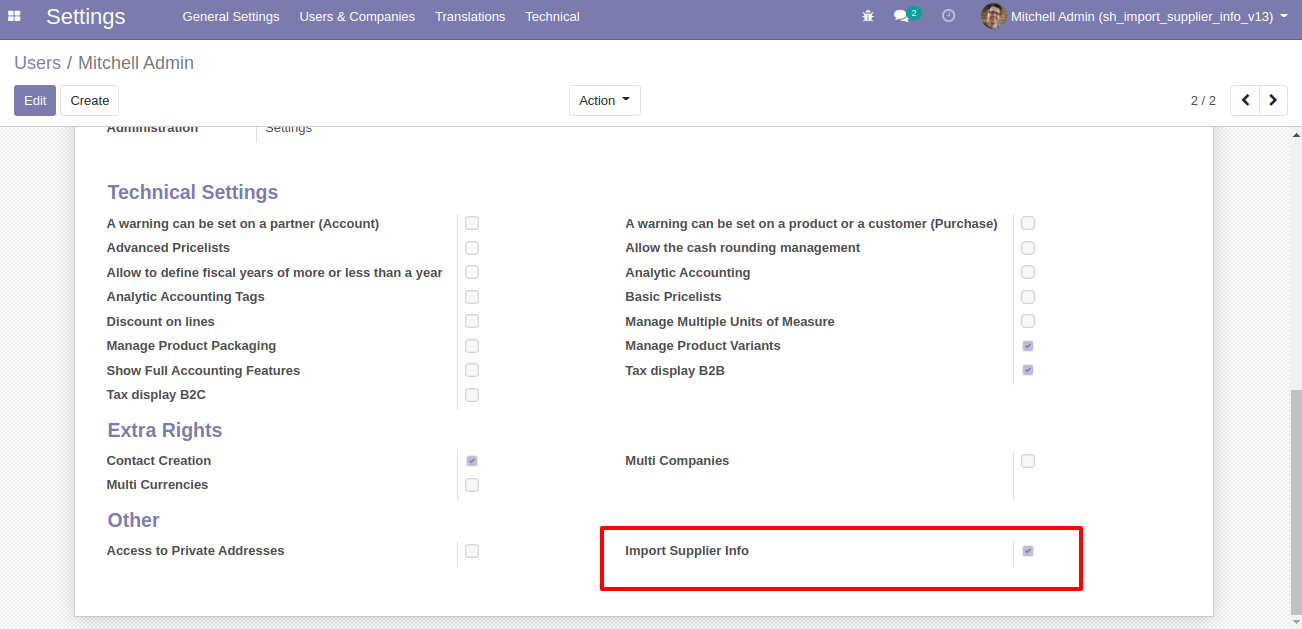 Settings General Settings Users & Companies Translations Technical 2 Mitchell Admin (sh_import_supplier_info_v13)
Users / Mitchell Admin
Edit Create Action 2 / 2
Administration Settings
Technical Settings
A warning can be set on a partner (Account) A warning can be set on a product or a customer (Purchase)
Advanced Pricelists Allow the cash rounding management
Allow to define fiscal years of more or less than a year Analytic Accounting
Analytic Accounting Tags Basic Pricelists
Discount on lines Manage Multiple Units of Measure
Manage Product Packaging Manage Product Variants
Show Full Accounting Features Tax display B2B
Tax display B2C
Extra Rights
Contact Creation Multi Companies
Multi Currencies
Other
Access to Private Addresses Import Supplier Info